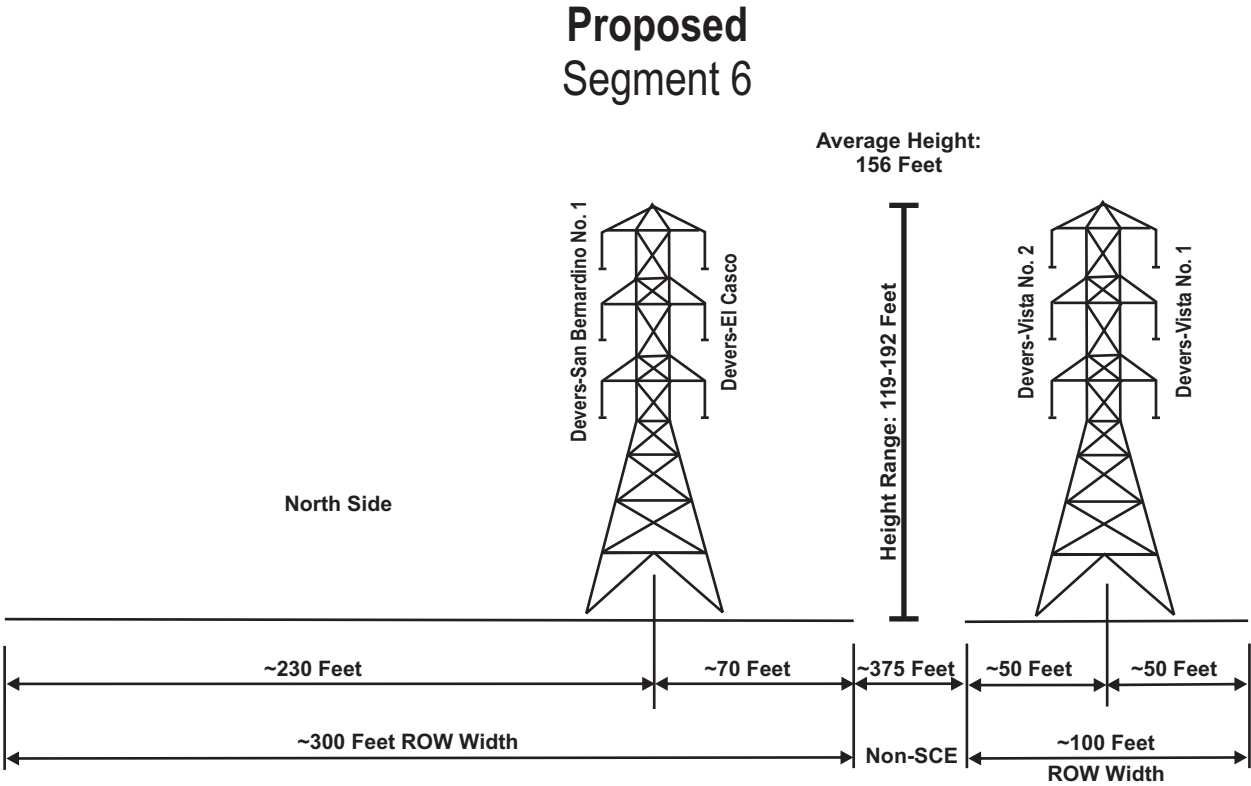 Proposed
Segment 6
Average Height:
156 Feet
Devers-San Bernardino No. 1
Devers-El Casco
Height Range: 119-192 Feet
Devers-Vista No. 2
Devers-Vista No. 1
North Side
~230 Feet
~70 Feet
~375 Feet
~50 Feet
~50 Feet
~300 Feet ROW Width
Non-SCE
~100 Feet
ROW Width